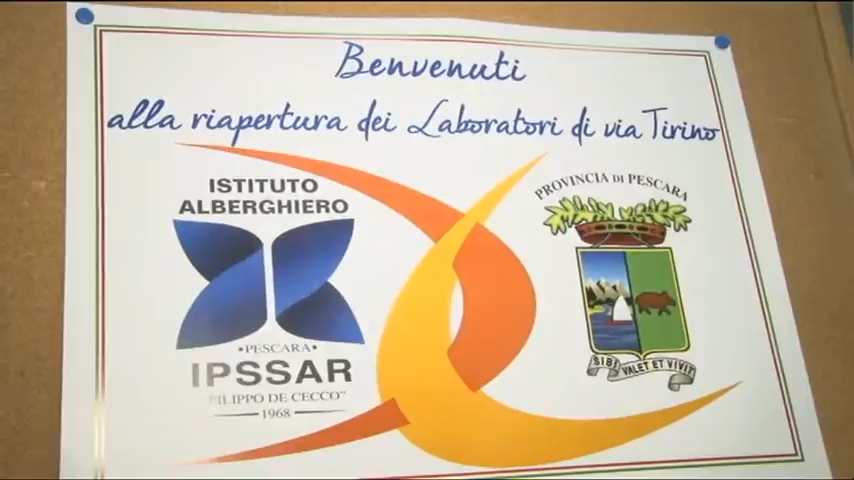 Benvenuti
alla riapertura dei Laboratori di via Tirino
ISTITUTO
ALBERGHIERO
•PESCARA•
IPSSAR
"FILIPPO DE CECCO"
1968
PROVINCIA DI PESCARA
SIBI VALET ET VIVIT